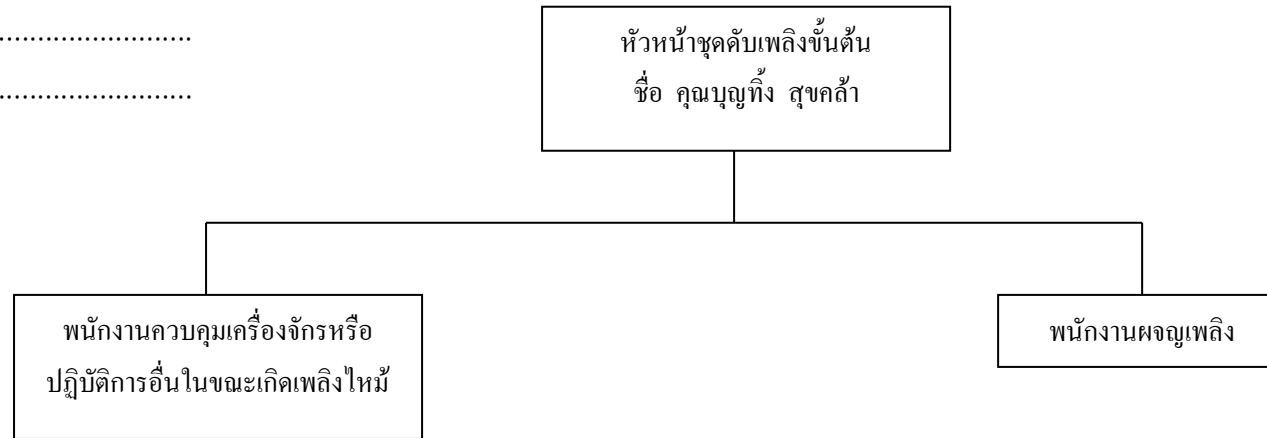 ........................
หัวหน้าชุดดับเพลิงขั้นต้น
........................
ชื่อ คุณบุญทิ้ง สุขคล้า
พนักงานควบคุมเครื่องจักรหรือ
ปฏิบัติการอื่นในขณะเกิดเพลิงไหม้
พนักงานผจญเพลิง